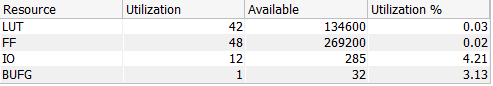 Resource Utilization Available Utilization %
LUT 42 134600 0.03
FF 48 269200 0.02
IO 12 285 4.21
BUFG 1 32 3.13